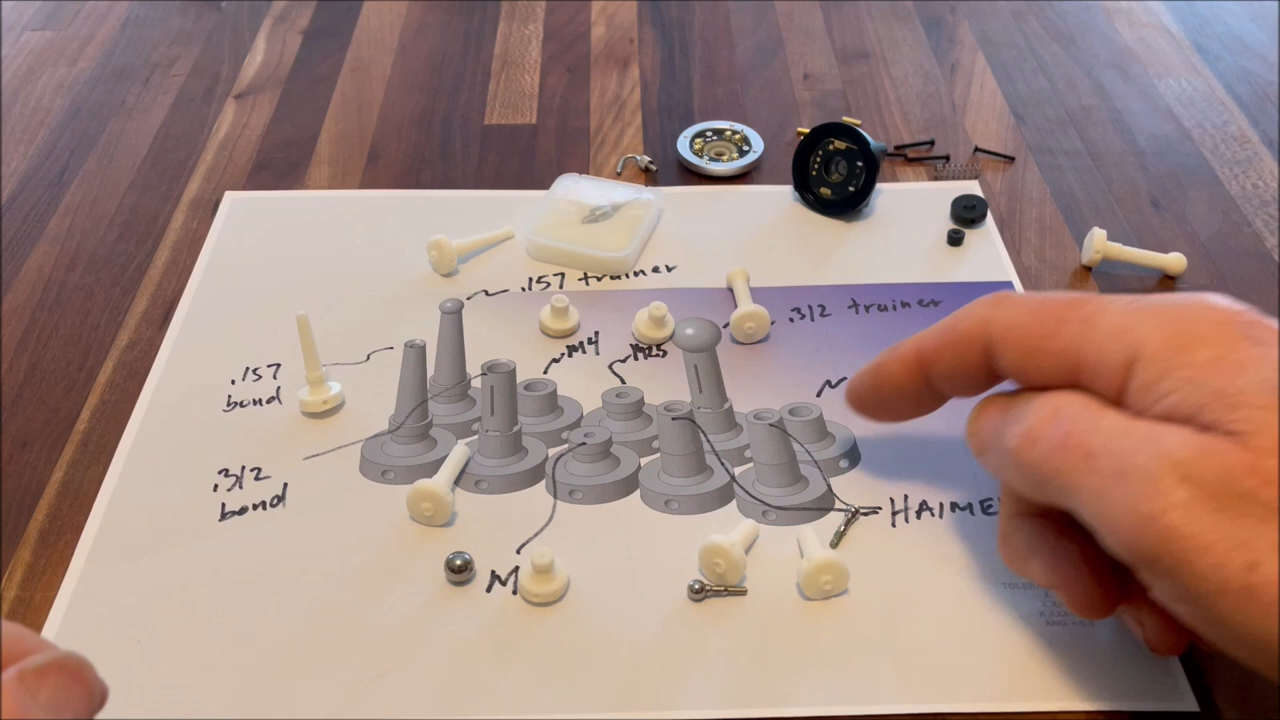 .157 trainer
.312 trainer
M4
M25
.157
bond
.312
bond
HAIME
M